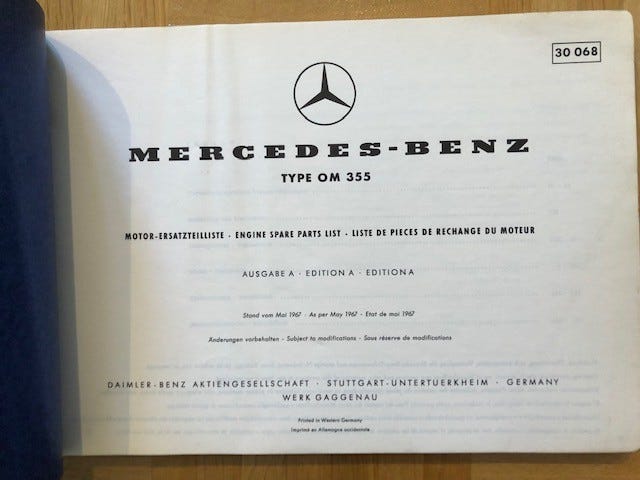 30 068
MERCEDES-BENZ
TYPE OM 355
MOTOR-ERSATZTEILLISTE · ENGINE SPARE PARTS LIST · LISTE DE PIECES DE RECHANGE DU MOTEUR
AUSGABE A · EDITION A · EDITION A
Stand vom Mai 1967 · As per May 1967 · Etat de mai 1967
Änderungen vorbehalten · Subject to modifications · Sous réserve de modifications
DAIMLER-BENZ AKTIENGESELLSCHAFT · STUTTGART-UNTERTUERKHEIM · GERMANY
WERK GAGGENAU
Printed in Western Germany
Imprimé en Allemagne occidentale